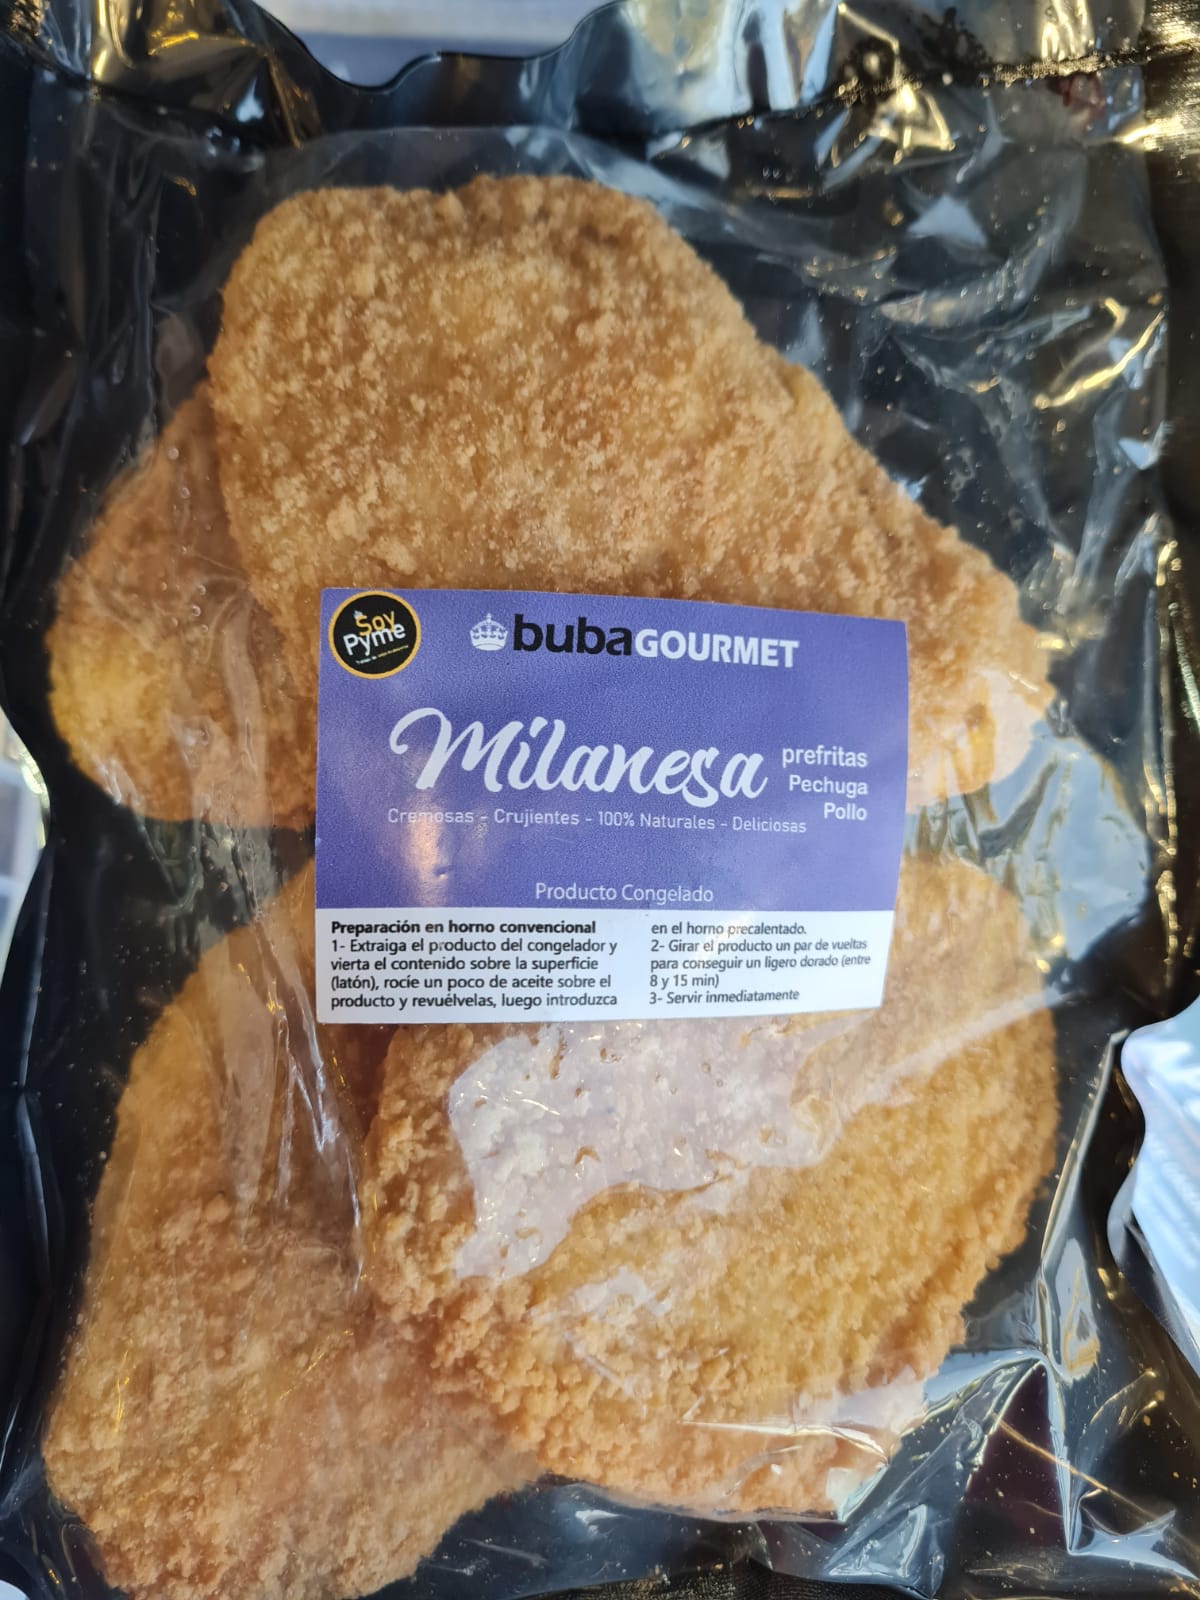 Soy
Pyme
bubaGOURMET
Milanesa
prefritas
Pechuga
Pollo
Cremosas - Crujientes - 100% Naturales - Deliciosas
Producto Congelado
Preparación en horno convencional
1- Extraiga el producto del congelador y
vierta el contenido sobre la superficie
(latón), rocíe un poco de aceite sobre el
producto y revuélvelas, luego introduzca
en el horno precalentado.
2- Girar el producto un par de vueltas
para conseguir un ligero dorado (entre
8 y 15 min)
3- Servir inmediatamente